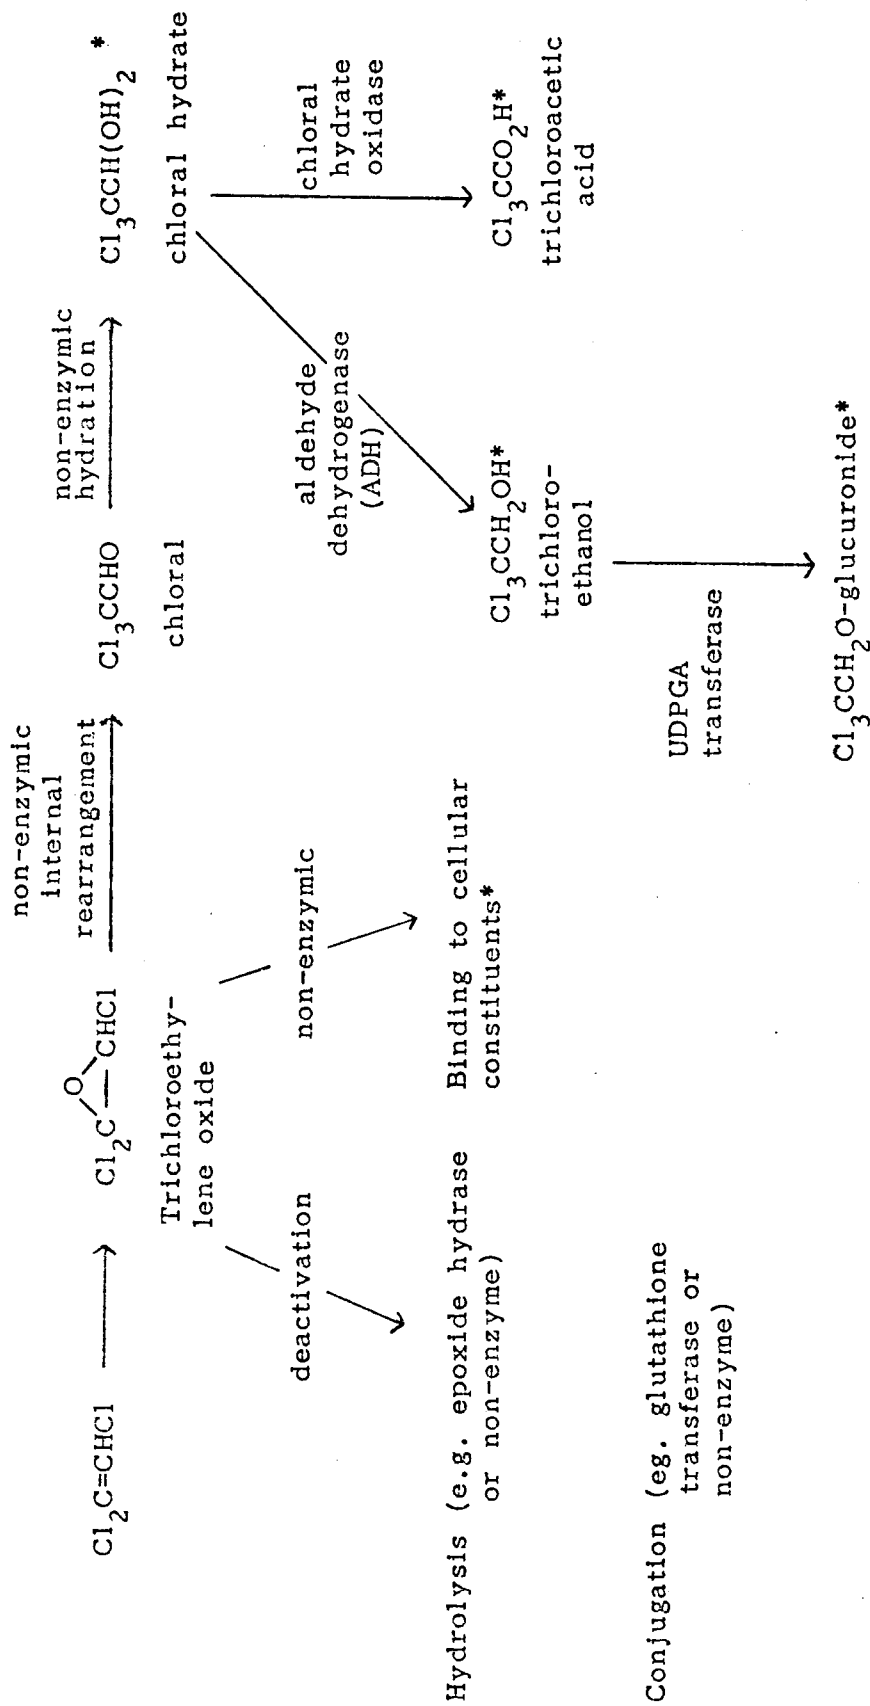 Cl2C=CHCl
O
Cl2C — CHCl
Trichloroethy-
lene oxide
non-enzymic
internal
rearrangement
Cl3CCHO
chloral
non-enzymic
hydration
Cl3CCH(OH)2 *
chloral hydrate
deactivation
non-enzymic
aldehyde
dehydrogenase
(ADH)
chloral
hydrate
oxidase
Hydrolysis (e.g. epoxide hydrase
or non-enzyme)
Binding to cellular
constituents*
Cl3CCH2OH*
trichloro-
ethanol
Cl3CCO2H*
trichloroacetic
acid
Conjugation (eg. glutathione
transferase or
non-enzyme)
UDPGA
transferase
Cl3CCH2O-glucuronide*